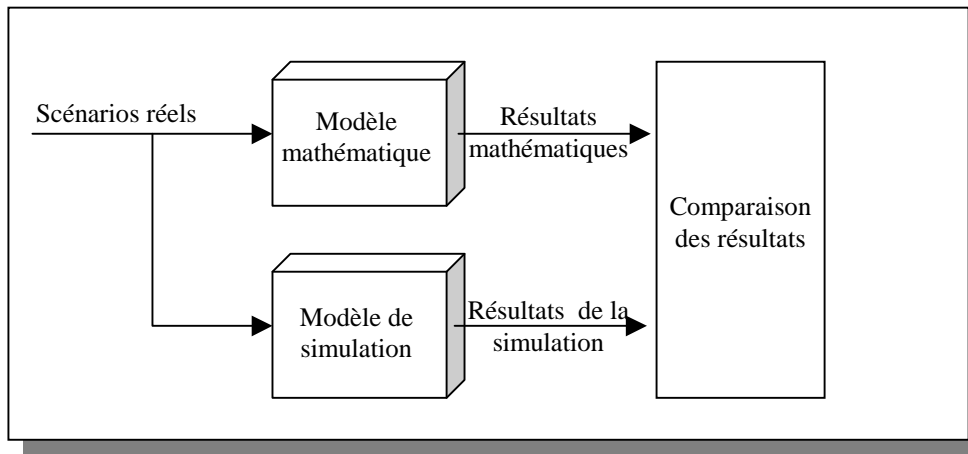 Scénarios réels
Modèle
mathématique
Résultats
mathématiques
Comparaison
des résultats
Modèle de
simulation
Résultats de la
simulation